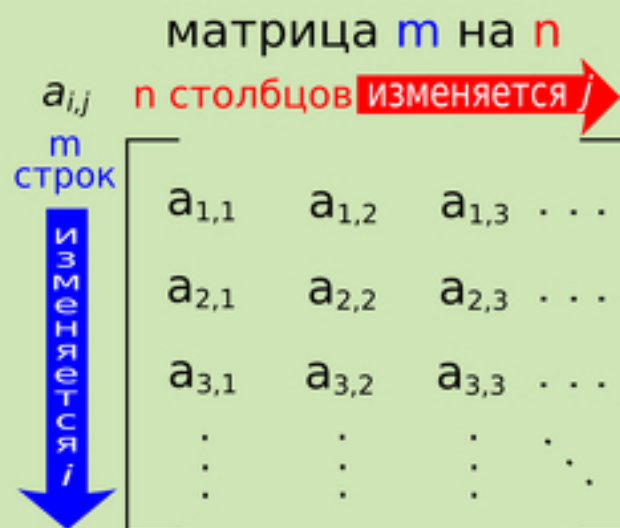 матрица m на n
a i,j n столбцов изменяется j
m
строк
изменяется i
a1,1 a1,2 a1,3 . . .
a2,1 a2,2 a2,3 . . .
a3,1 a3,2 a3,3 . . .